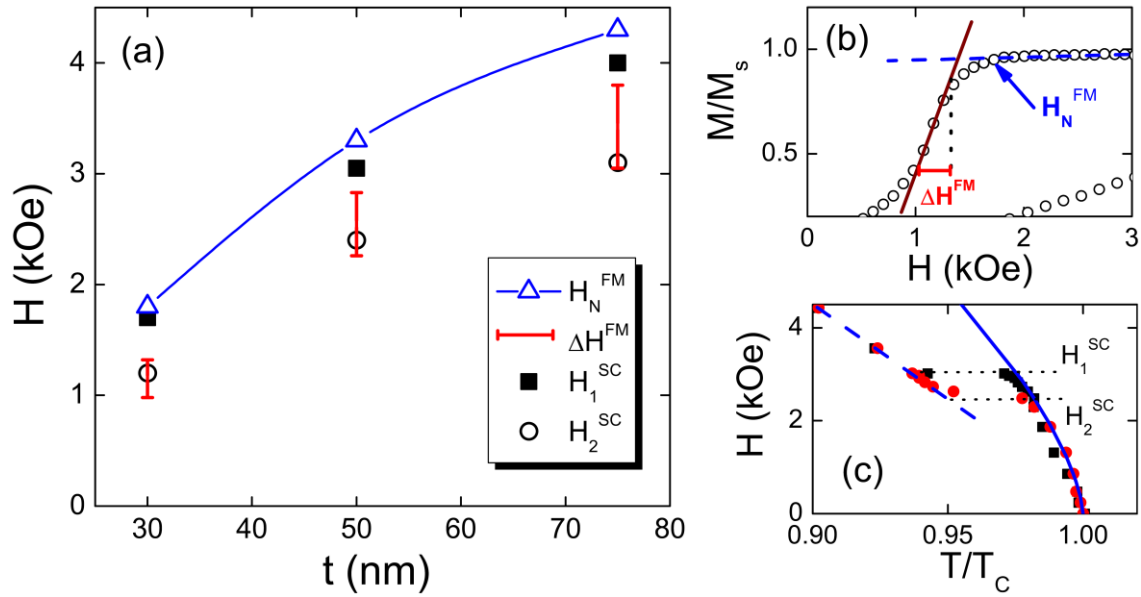 (a)
4
3
2
1
0
H (kOe)
30 40 50 60 70 80
t (nm)
H_N^FM
ΔH^FM
H_1^SC
H_2^SC
(b)
1.0
0.5
M/M_s
H_N^FM
ΔH^FM
0 1 2 3
H (kOe)
4
2
0
H (kOe)
H_1^SC
H_2^SC
(c)
0.90 0.95 1.00
T/T_C